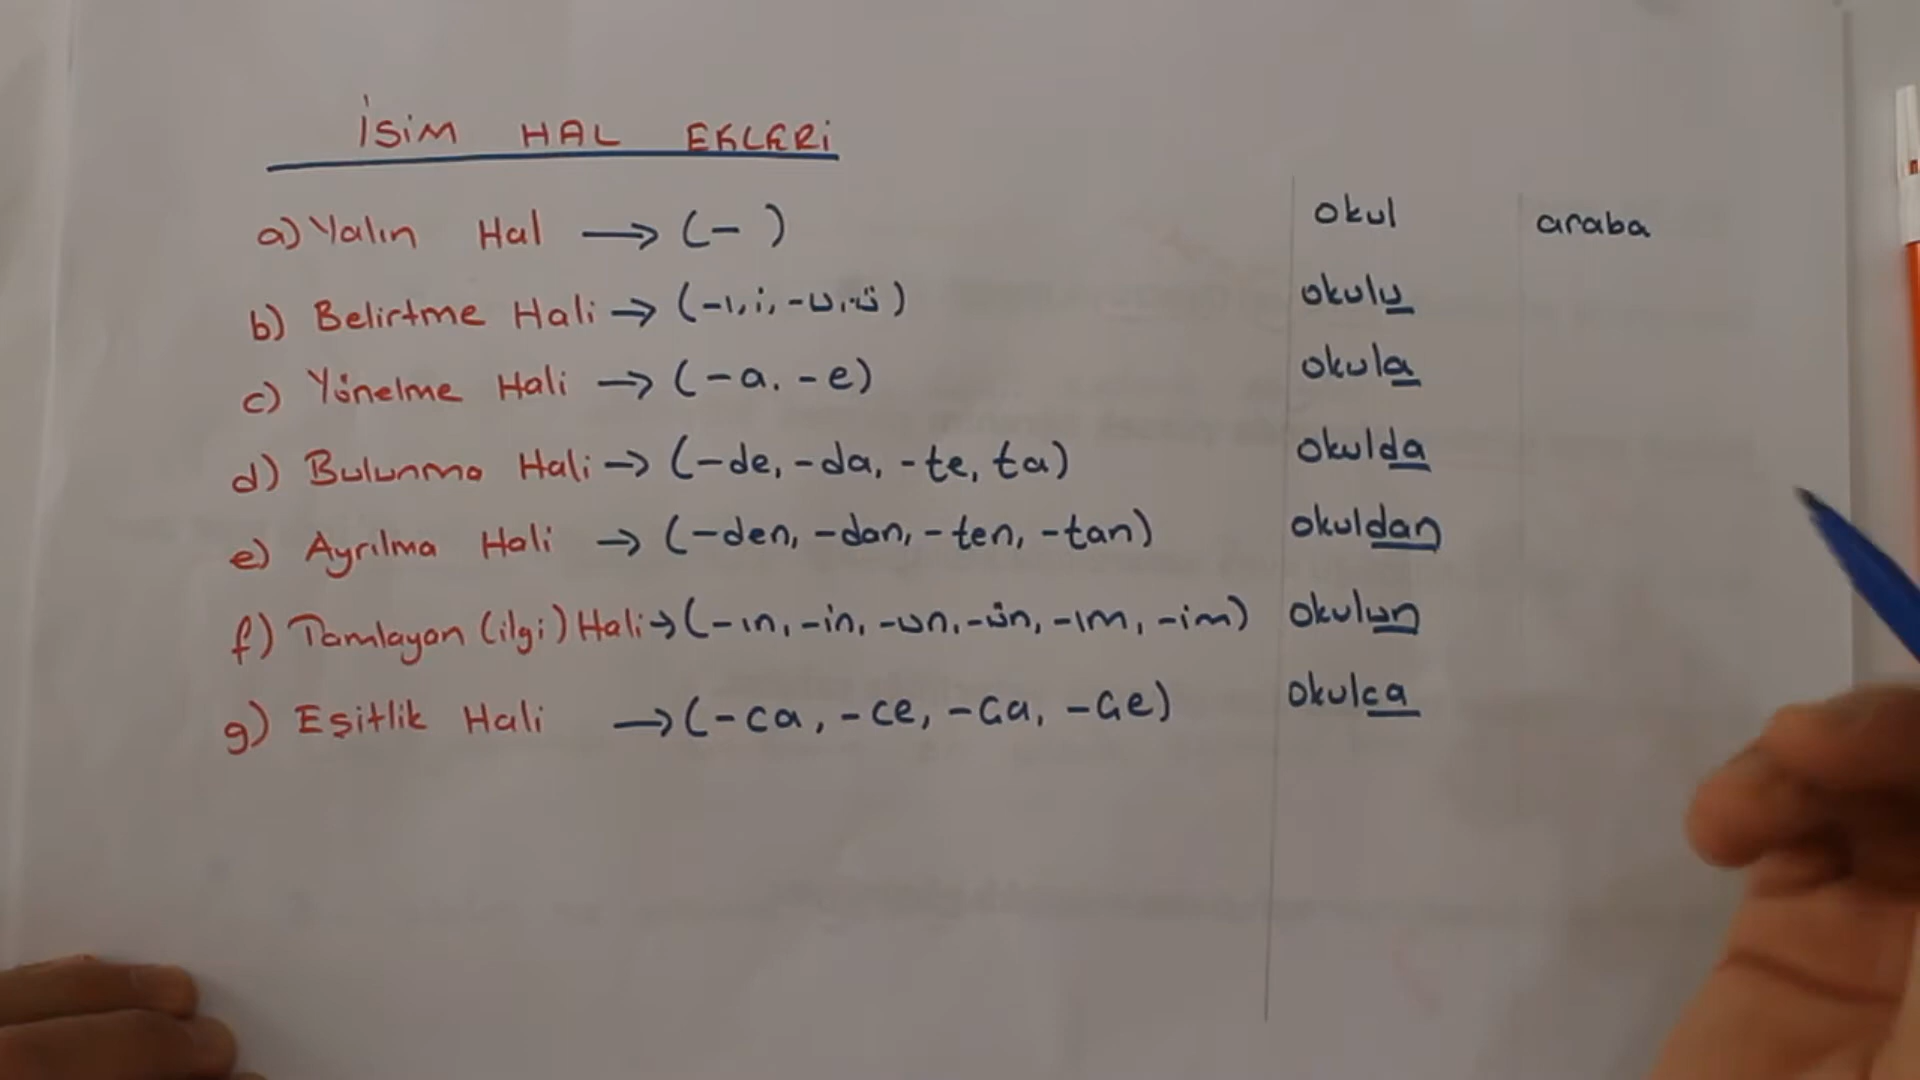 İSİM HAL EKLERİ
a) Yalın Hal → (- ) okul araba
b) Belirtme Hali → (-ı, i, -u, -ü) okulu
c) Yönelme Hali → (-a, -e) okula
d) Bulunma Hali → (-de, -da, -te, ta) okulda
e) Ayrılma Hali → (-den, -dan, -ten, -tan) okuldan
f) Tamlayan (ilgi) Hali → (-ın, -in, -un, -ün, -ım, -im) okulun
g) Eşitlik Hali → (-ca, -ce, -ça, -çe) okulca